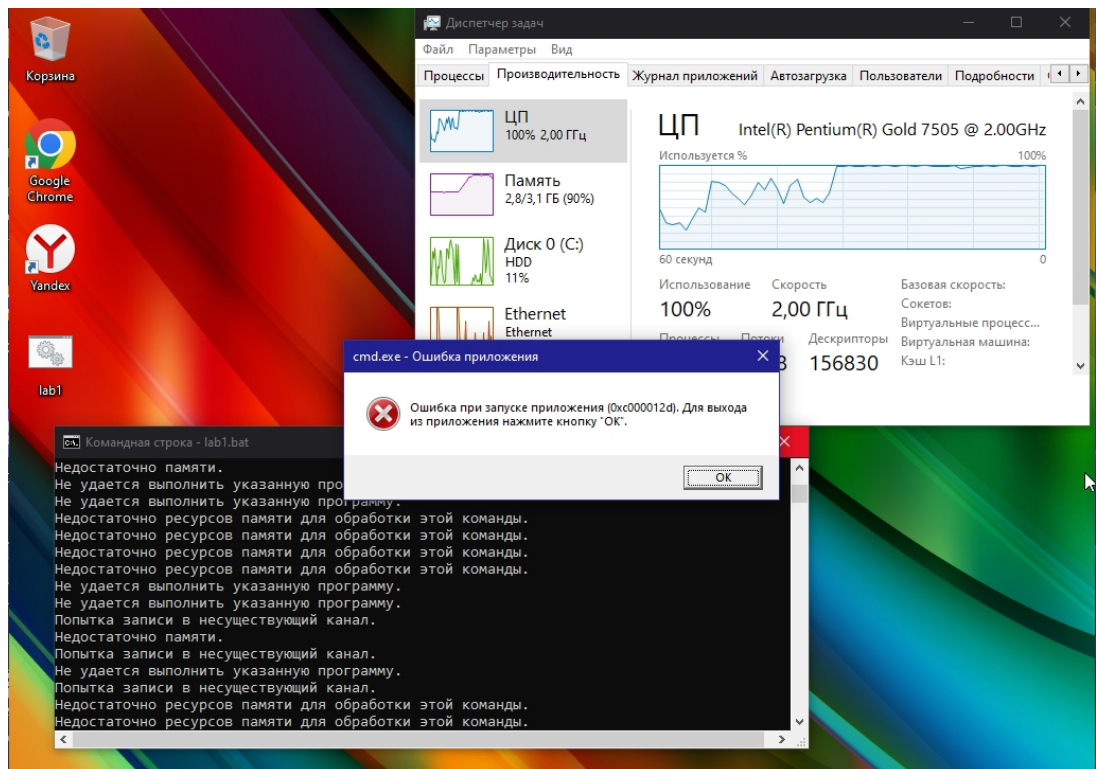 Корзина
Google
Chrome
Yandex
lab1
Диспетчер задач
Файл Параметры Вид
Процессы Производительность Журнал приложений Автозагрузка Пользователи Подробности
ЦП
100% 2,00 ГГц
Память
2,8/3,1 ГБ (90%)
Диск 0 (C:)
HDD
11%
Ethernet
Ethernet
ЦП Intel(R) Pentium(R) Gold 7505 @ 2.00GHz
Используется % 100%
60 секунд 0
Использование Скорость
100% 2,00 ГГц
Процессы Потоки Дескрипторы
3 156830
Базовая скорость:
Сокетов:
Виртуальные процесс...
Виртуальная машина:
Кэш L1:
cmd.exe - Ошибка приложения
Ошибка при запуске приложения (0xc000012d). Для выхода
из приложения нажмите кнопку "ОК".
ОК
Командная строка - lab1.bat
Недостаточно памяти.
Не удается выполнить указанную про
Не удается выполнить указанную программу.
Недостаточно ресурсов памяти для обработки этой команды.
Недостаточно ресурсов памяти для обработки этой команды.
Недостаточно ресурсов памяти для обработки этой команды.
Недостаточно ресурсов памяти для обработки этой команды.
Не удается выполнить указанную программу.
Не удается выполнить указанную программу.
Попытка записи в несуществующий канал.
Недостаточно памяти.
Попытка записи в несуществующий канал.
Не удается выполнить указанную программу.
Попытка записи в несуществующий канал.
Недостаточно ресурсов памяти для обработки этой команды.
Недостаточно ресурсов памяти для обработки этой команды.